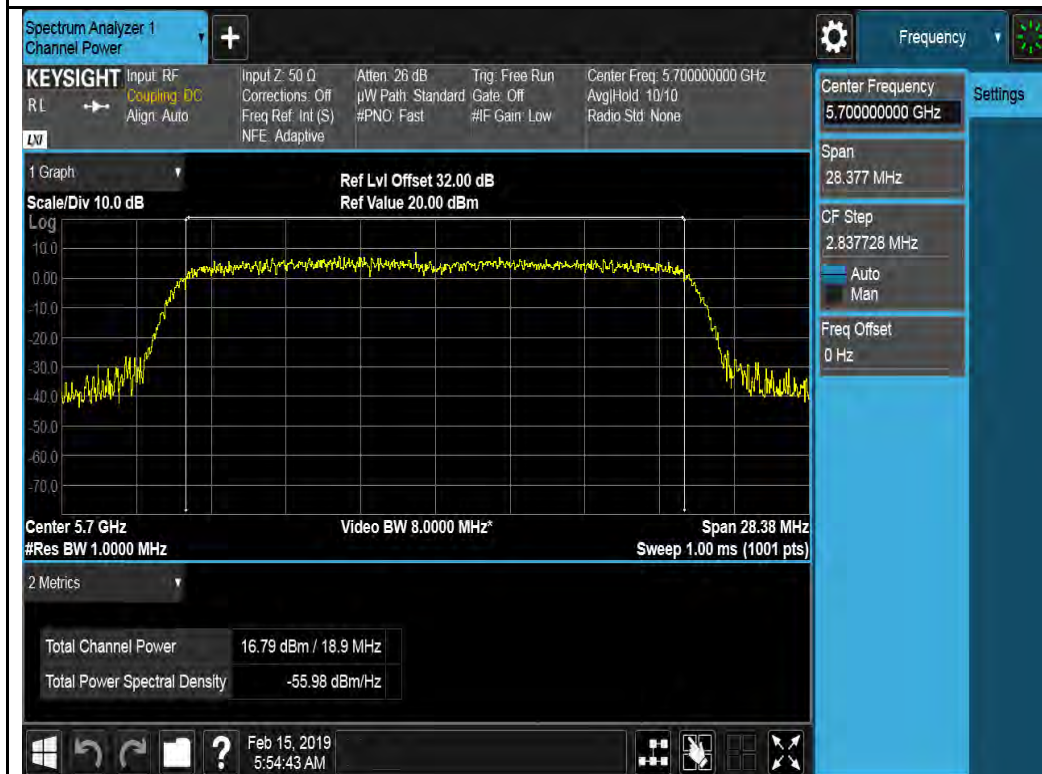 Spectrum Analyzer 1
Channel Power
Frequency
KEYSIGHT
R L
LXI
Input: RF
Coupling: DC
Align: Auto
Input Z: 50 Ω
Corrections: Off
Freq Ref: Int (S)
NFE: Adaptive
Atten: 26 dB
µW Path: Standard
#PNO: Fast
Trig: Free Run
Gate: Off
#IF Gain: Low
Center Freq: 5.700000000 GHz
Avg|Hold: 10/10
Radio Std: None
Center Frequency
5.700000000 GHz
Settings
Span
28.377 MHz
CF Step
2.837728 MHz
Auto
Man
Freq Offset
0 Hz
1 Graph
Scale/Div 10.0 dB
Ref Lvl Offset 32.00 dB
Ref Value 20.00 dBm
Log
10.0
0.00
-10.0
-20.0
-30.0
-40.0
-50.0
-60.0
-70.0
Center 5.7 GHz
Video BW 8.0000 MHz*
Span 28.38 MHz
#Res BW 1.0000 MHz
Sweep 1.00 ms (1001 pts)
2 Metrics
Total Channel Power 16.79 dBm / 18.9 MHz
Total Power Spectral Density -55.98 dBm/Hz
?
Feb 15, 2019
5:54:43 AM